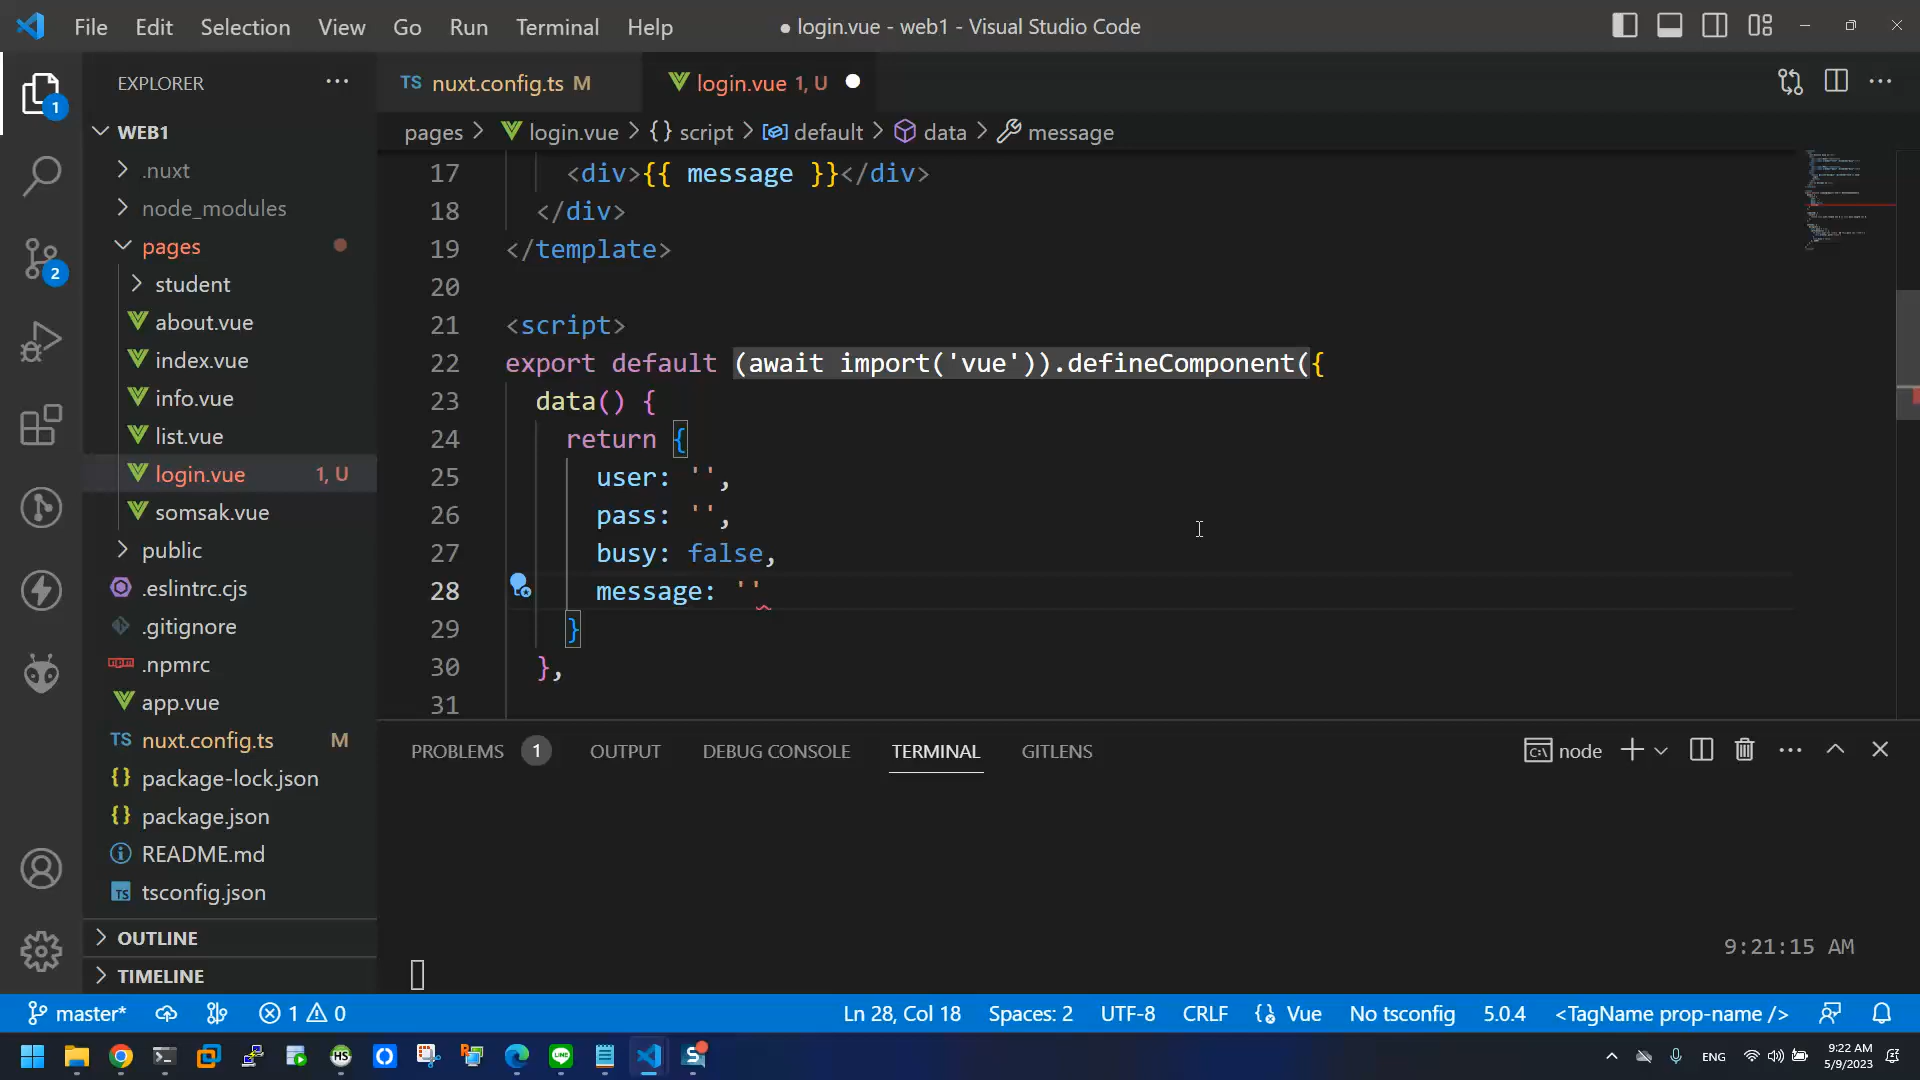 File Edit Selection View Go Run Terminal Help
● login.vue - web1 - Visual Studio Code
EXPLORER
TS nuxt.config.ts M
login.vue 1, U
1
WEB1
pages > login.vue > {} script > default > data > message
.nuxt
node_modules
pages
student
about.vue
index.vue
info.vue
list.vue
login.vue 1, U
somsak.vue
public
.eslintrc.cjs
.gitignore
npm .npmrc
app.vue
TS nuxt.config.ts M
{} package-lock.json
{} package.json
README.md
TS tsconfig.json
OUTLINE
TIMELINE
2
17 <div>{{ message }}</div>
18 </div>
19 </template>
20
21 <script>
22 export default (await import('vue')).defineComponent({
23 data() {
24 return {
25 user: '',
26 pass: '',
27 busy: false,
28 message: ''
29 }
30 },
31
PROBLEMS 1 OUTPUT DEBUG CONSOLE TERMINAL GITLENS
node
9:21:15 AM
master* 1 0
Ln 28, Col 18 Spaces: 2 UTF-8 CRLF Vue No tsconfig 5.0.4 <TagName prop-name />
HS LINE S
ENG
9:22 AM
5/9/2023